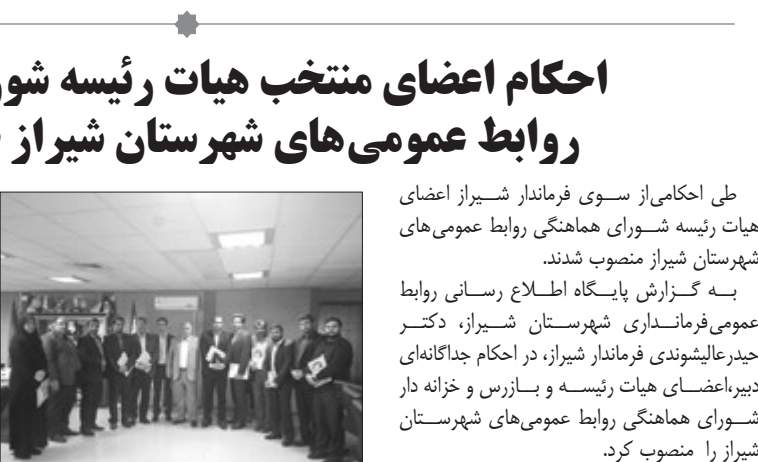 احکام اعضای منتخب هیات رئیسه
روابط عمومی‌های شهرستان شیراز
طی احکامی‌از سوی فرماندار شیراز اعضای
هیات رئیسه شورای هماهنگی روابط عمومی‌های
شهرستان شیراز منصوب شدند.
به گزارش پایگاه اطلاع رسانی روابط
عمومی‌فرمانداری شهرستان شیراز، دکتر
حیدرعالیشوندی فرماندار شیراز، در احکام جداگانه‌ای
دبیر،اعضای هیات رئیسه و بازرس و خزانه دار
شورای هماهنگی روابط عمومی‌های شهرستان
شیراز را منصوب کرد.